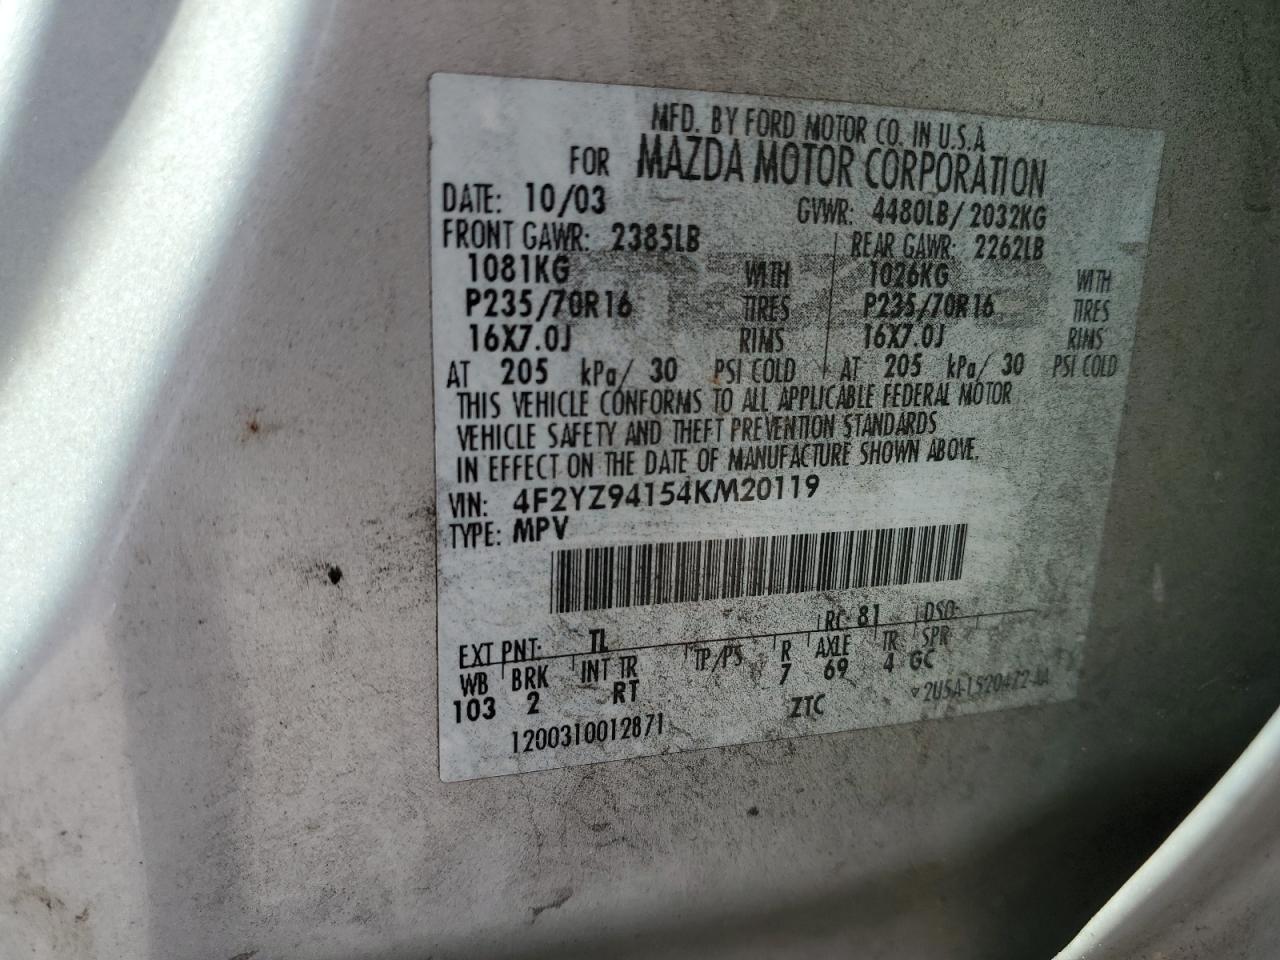 MFD. BY FORD MOTOR CO. IN U.S.A
FOR MAZDA MOTOR CORPORATION
DATE: 10/03 GVWR: 4480LB/2032KG
FRONT GAWR: 2385LB REAR GAWR: 2262LB
1081KG WITH 1026KG WITH
P235/70R16 TIRES P235/70R16 TIRES
16X7.0J RIMS 16X7.0J RIMS
AT 205 kPa/ 30 PSI COLD AT 205 kPa/ 30 PSI COLD
THIS VEHICLE CONFORMS TO ALL APPLICABLE FEDERAL MOTOR
VEHICLE SAFETY AND THEFT PREVENTION STANDARDS
IN EFFECT ON THE DATE OF MANUFACTURE SHOWN ABOVE.
VIN: 4F2YZ94154KM20119
TYPE: MPV
EXT PNT: TL RC: 81 DSO:
WB BRK INT TR TP/PS R AXLE TR SPR
103 2 RT 7 69 4 GC
1200310012871 ZTC